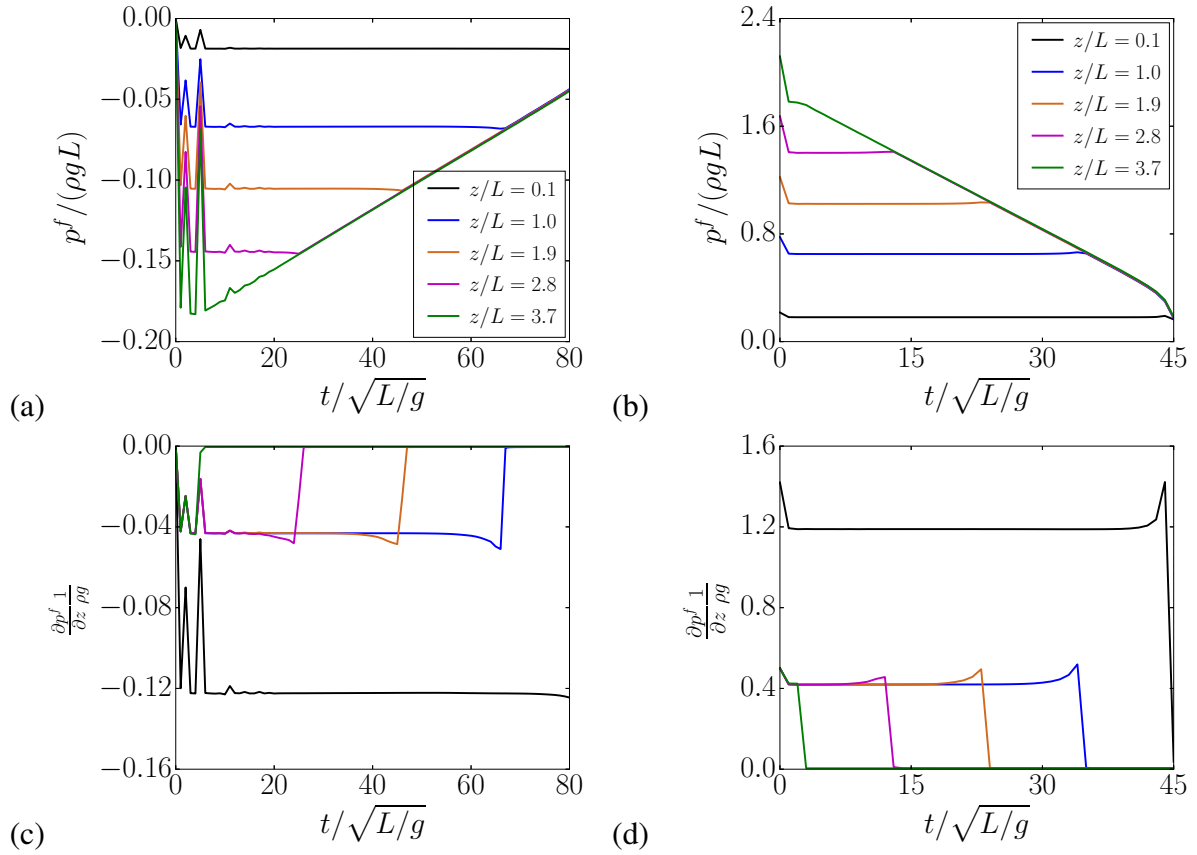 0.00
−0.05
−0.10
−0.15
−0.20
p^f/(ρgL)
0 20 40 60 80
t/√(L/g)
z/L = 0.1
z/L = 1.0
z/L = 1.9
z/L = 2.8
z/L = 3.7
(a)
2.4
1.6
0.8
0.0
p^f/(ρgL)
0 15 30 45
t/√(L/g)
z/L = 0.1
z/L = 1.0
z/L = 1.9
z/L = 2.8
z/L = 3.7
(b)
0.00
−0.04
−0.08
−0.12
−0.16
∂p^f/∂z 1/ρg
0 20 40 60 80
t/√(L/g)
(c)
1.6
1.2
0.8
0.4
0.0
∂p^f/∂z 1/ρg
0 15 30 45
t/√(L/g)
(d)